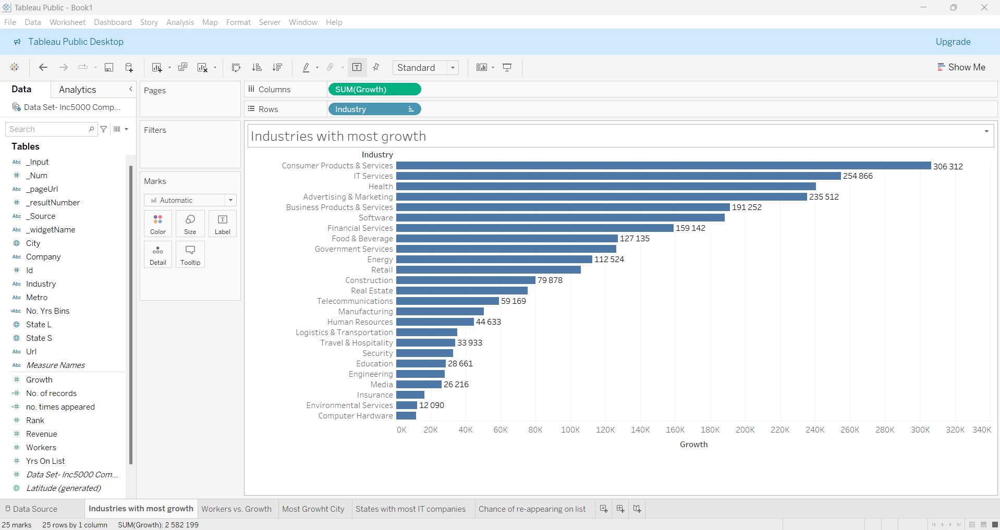 Tableau Public - Book1
File Data Worksheet Dashboard Story Analysis Map Format Server Window Help
Tableau Public Desktop
Upgrade
Standard
Show Me
Data
Analytics
Data Set- Inc5000 Comp...
Search
Tables
Abc _Input
_Num
Abc _pageUrl
_resultNumber
Abc _Source
Abc _widgetName
City
Abc Company
Id
Abc Industry
Abc Metro
=Abc No. Yrs Bins
State L
State S
Abc Url
Abc Measure Names
Growth
No. of records
no. times appeared
Rank
Revenue
Workers
Yrs On List
Data Set- Inc5000 Com...
Latitude (generated)
Pages
Filters
Marks
Automatic
Color
Size
Label
Detail
Tooltip
Columns
SUM(Growth)
Rows
Industry
Industries with most growth
Industry
Consumer Products & Services 306 312
IT Services 254 866
Health
Advertising & Marketing 235 512
Business Products & Services 191 252
Software
Financial Services 159 142
Food & Beverage 127 135
Government Services
Energy 112 524
Retail
Construction 79 878
Real Estate
Telecommunications 59 169
Manufacturing
Human Resources 44 633
Logistics & Transportation
Travel & Hospitality 33 933
Security
Education 28 661
Engineering
Media 26 216
Insurance
Environmental Services 12 090
Computer Hardware
0K 20K 40K 60K 80K 100K 120K 140K 160K 180K 200K 220K 240K 260K 280K 300K 320K 340K
Growth
Data Source
Industries with most growth
Workers vs. Growth
Most Growht City
States with most IT companies
Chance of re-appearing on list
25 marks 25 rows by 1 column SUM(Growth): 2 582 199